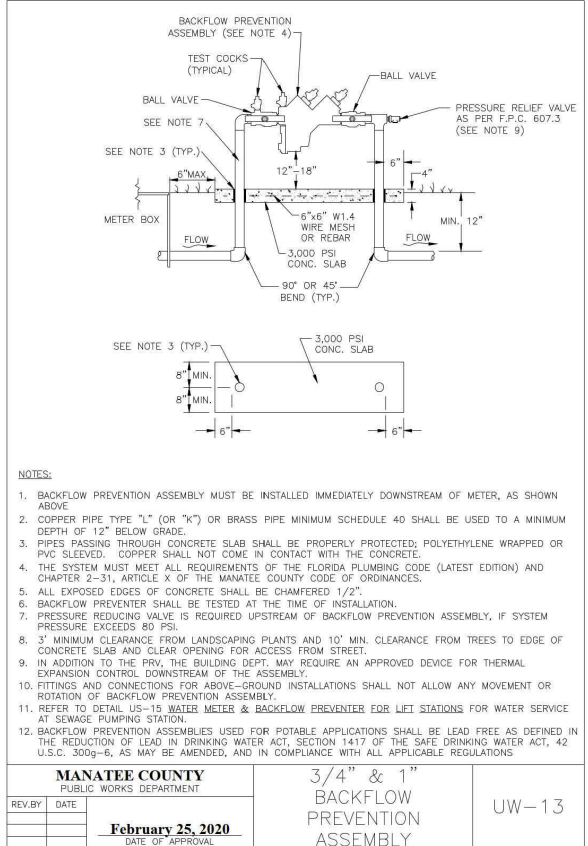 BACKFLOW PREVENTION
ASSEMBLY (SEE NOTE 4)
TEST COCKS
(TYPICAL)
BALL VALVE
BALL VALVE
PRESSURE RELIEF VALVE
AS PER F.P.C. 607.3
(SEE NOTE 9)
SEE NOTE 7
SEE NOTE 3 (TYP.)
6"MAX.
12"-18"
6"
4"
METER BOX
6"x6" W1.4
WIRE MESH
OR REBAR
MIN. 12"
FLOW
FLOW
3,000 PSI
CONC. SLAB
90° OR 45°
BEND (TYP.)
SEE NOTE 3 (TYP.)
3,000 PSI
CONC. SLAB
8" MIN.
8" MIN.
6"
6"
NOTES:
1. BACKFLOW PREVENTION ASSEMBLY MUST BE INSTALLED IMMEDIATELY DOWNSTREAM OF METER, AS SHOWN
ABOVE
2. COPPER PIPE TYPE "L" (OR "K") OR BRASS PIPE MINIMUM SCHEDULE 40 SHALL BE USED TO A MINIMUM
DEPTH OF 12" BELOW GRADE.
3. PIPES PASSING THROUGH CONCRETE SLAB SHALL BE PROPERLY PROTECTED; POLYETHYLENE WRAPPED OR
PVC SLEEVED. COPPER SHALL NOT COME IN CONTACT WITH THE CONCRETE.
4. THE SYSTEM MUST MEET ALL REQUIREMENTS OF THE FLORIDA PLUMBING CODE (LATEST EDITION) AND
CHAPTER 2-31, ARTICLE X OF THE MANATEE COUNTY CODE OF ORDINANCES.
5. ALL EXPOSED EDGES OF CONCRETE SHALL BE CHAMFERED 1/2".
6. BACKFLOW PREVENTER SHALL BE TESTED AT THE TIME OF INSTALLATION.
7. PRESSURE REDUCING VALVE IS REQUIRED UPSTREAM OF BACKFLOW PREVENTION ASSEMBLY, IF SYSTEM
PRESSURE EXCEEDS 80 PSI.
8. 3' MINIMUM CLEARANCE FROM LANDSCAPING PLANTS AND 10' MIN. CLEARANCE FROM TREES TO EDGE OF
CONCRETE SLAB AND CLEAR OPENING FOR ACCESS FROM STREET.
9. IN ADDITION TO THE PRV, THE BUILDING DEPT. MAY REQUIRE AN APPROVED DEVICE FOR THERMAL
EXPANSION CONTROL DOWNSTREAM OF THE ASSEMBLY.
10. FITTINGS AND CONNECTIONS FOR ABOVE-GROUND INSTALLATIONS SHALL NOT ALLOW ANY MOVEMENT OR
ROTATION OF BACKFLOW PREVENTION ASSEMBLY.
11. REFER TO DETAIL US-15 WATER METER & BACKFLOW PREVENTER FOR LIFT STATIONS FOR WATER SERVICE
AT SEWAGE PUMPING STATION.
12. BACKFLOW PREVENTION ASSEMBLIES USED FOR POTABLE APPLICATIONS SHALL BE LEAD FREE AS DEFINED IN
THE REDUCTION OF LEAD IN DRINKING WATER ACT, SECTION 1417 OF THE SAFE DRINKING WATER ACT, 42
U.S.C. 300g-6, AS MAY BE AMENDED, AND IN COMPLIANCE WITH ALL APPLICABLE REGULATIONS
MANATEE COUNTY
PUBLIC WORKS DEPARTMENT
REV.BY DATE
February 25, 2020
DATE OF APPROVAL
3/4" & 1"
BACKFLOW
PREVENTION
ASSEMBLY
UW-13